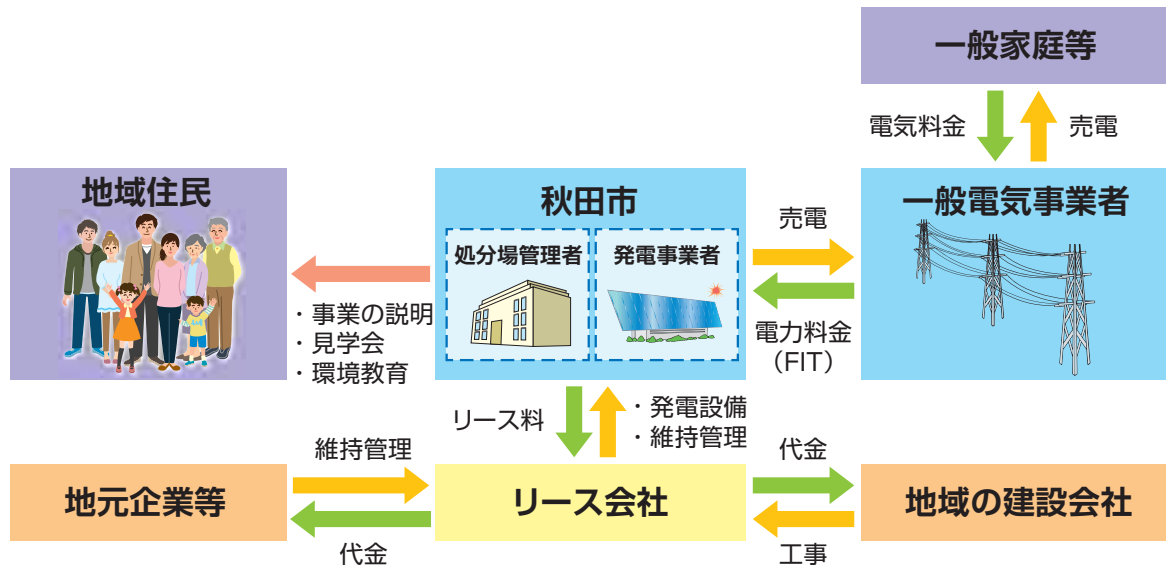 一般家庭等
電気料金
売電
地域住民
秋田市
処分場管理者
発電事業者
売電
電力料金
（FIT）
一般電気事業者
・事業の説明
・見学会
・環境教育
リース料
・発電設備
・維持管理
地元企業等
維持管理
代金
リース会社
代金
工事
地域の建設会社